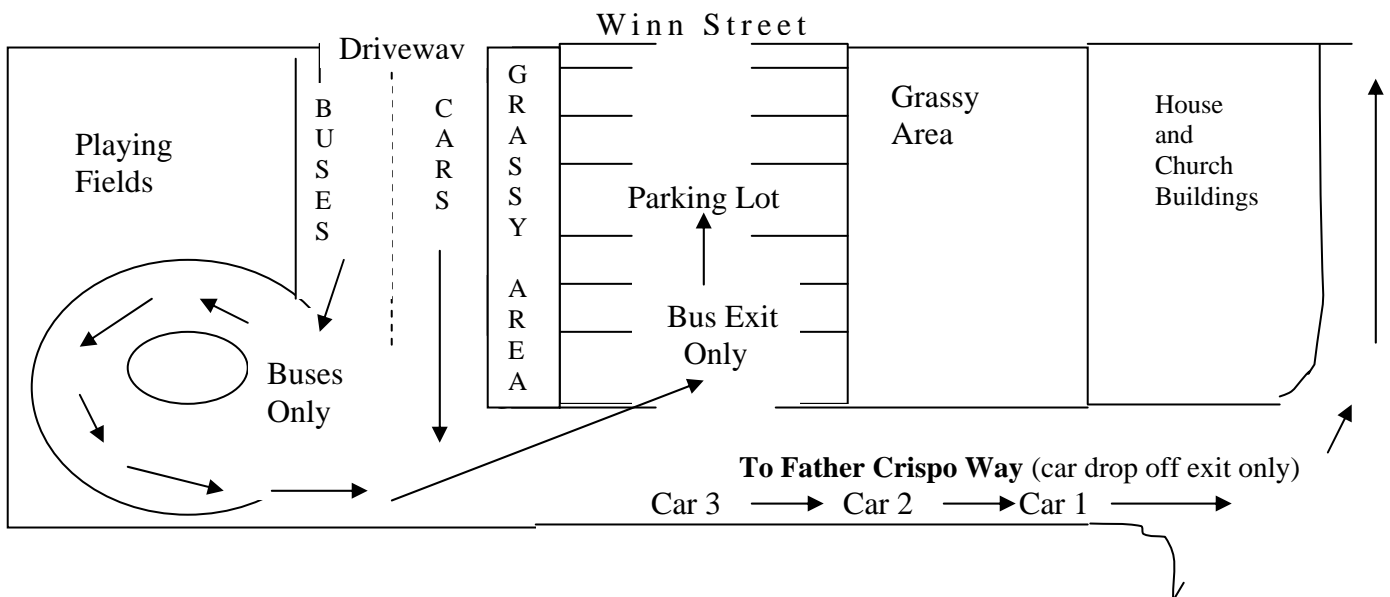 Winn Street
Drivewav
BUSES
CARS
GRASSY AREA
Playing
Fields
Grassy
Area
House
and
Church
Buildings
Parking Lot
Bus Exit
Only
Buses
Only
To Father Crispo Way (car drop off exit only)
Car 3
Car 2
Car 1